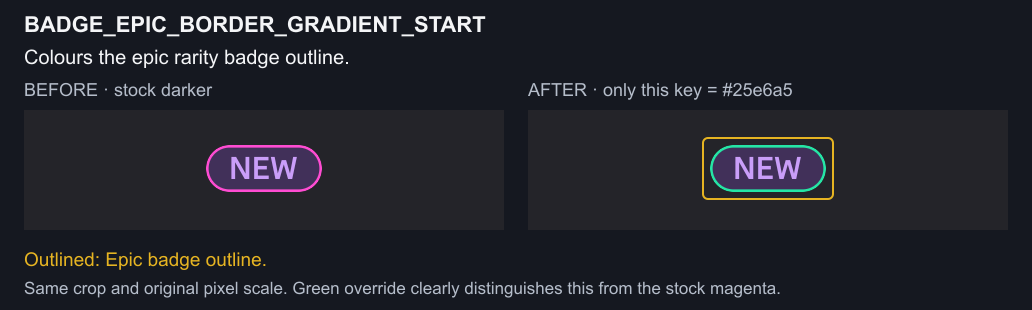 BADGE_EPIC_BORDER_GRADIENT_START
Colours the epic rarity badge outline.
BEFORE · stock darker
AFTER · only this key = #25e6a5
NEW
NEW
Outlined: Epic badge outline.
Same crop and original pixel scale. Green override clearly distinguishes this from the stock magenta.